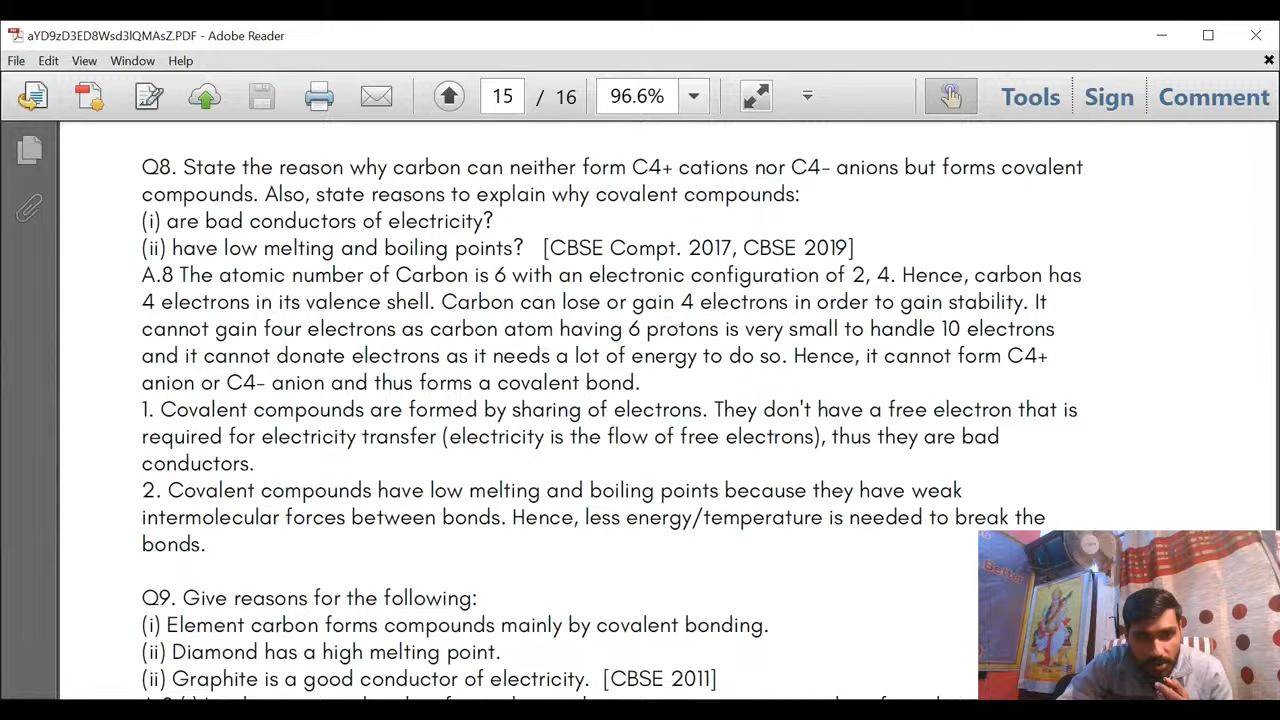 aYD9zD3ED8Wsd3lQMAsZ.PDF - Adobe Reader
File Edit View Window Help
15 / 16 96.6% Tools Sign Comment
Q8. State the reason why carbon can neither form C4+ cations nor C4- anions but forms covalent
compounds. Also, state reasons to explain why covalent compounds:
(i) are bad conductors of electricity?
(ii) have low melting and boiling points? [CBSE Compt. 2017, CBSE 2019]
A.8 The atomic number of Carbon is 6 with an electronic configuration of 2, 4. Hence, carbon has
4 electrons in its valence shell. Carbon can lose or gain 4 electrons in order to gain stability. It
cannot gain four electrons as carbon atom having 6 protons is very small to handle 10 electrons
and it cannot donate electrons as it needs a lot of energy to do so. Hence, it cannot form C4+
anion or C4- anion and thus forms a covalent bond.
1. Covalent compounds are formed by sharing of electrons. They don't have a free electron that is
required for electricity transfer (electricity is the flow of free electrons), thus they are bad
conductors.
2. Covalent compounds have low melting and boiling points because they have weak
intermolecular forces between bonds. Hence, less energy/temperature is needed to break the
bonds.
Q9. Give reasons for the following:
(i) Element carbon forms compounds mainly by covalent bonding.
(ii) Diamond has a high melting point.
(ii) Graphite is a good conductor of electricity. [CBSE 2011]
Better